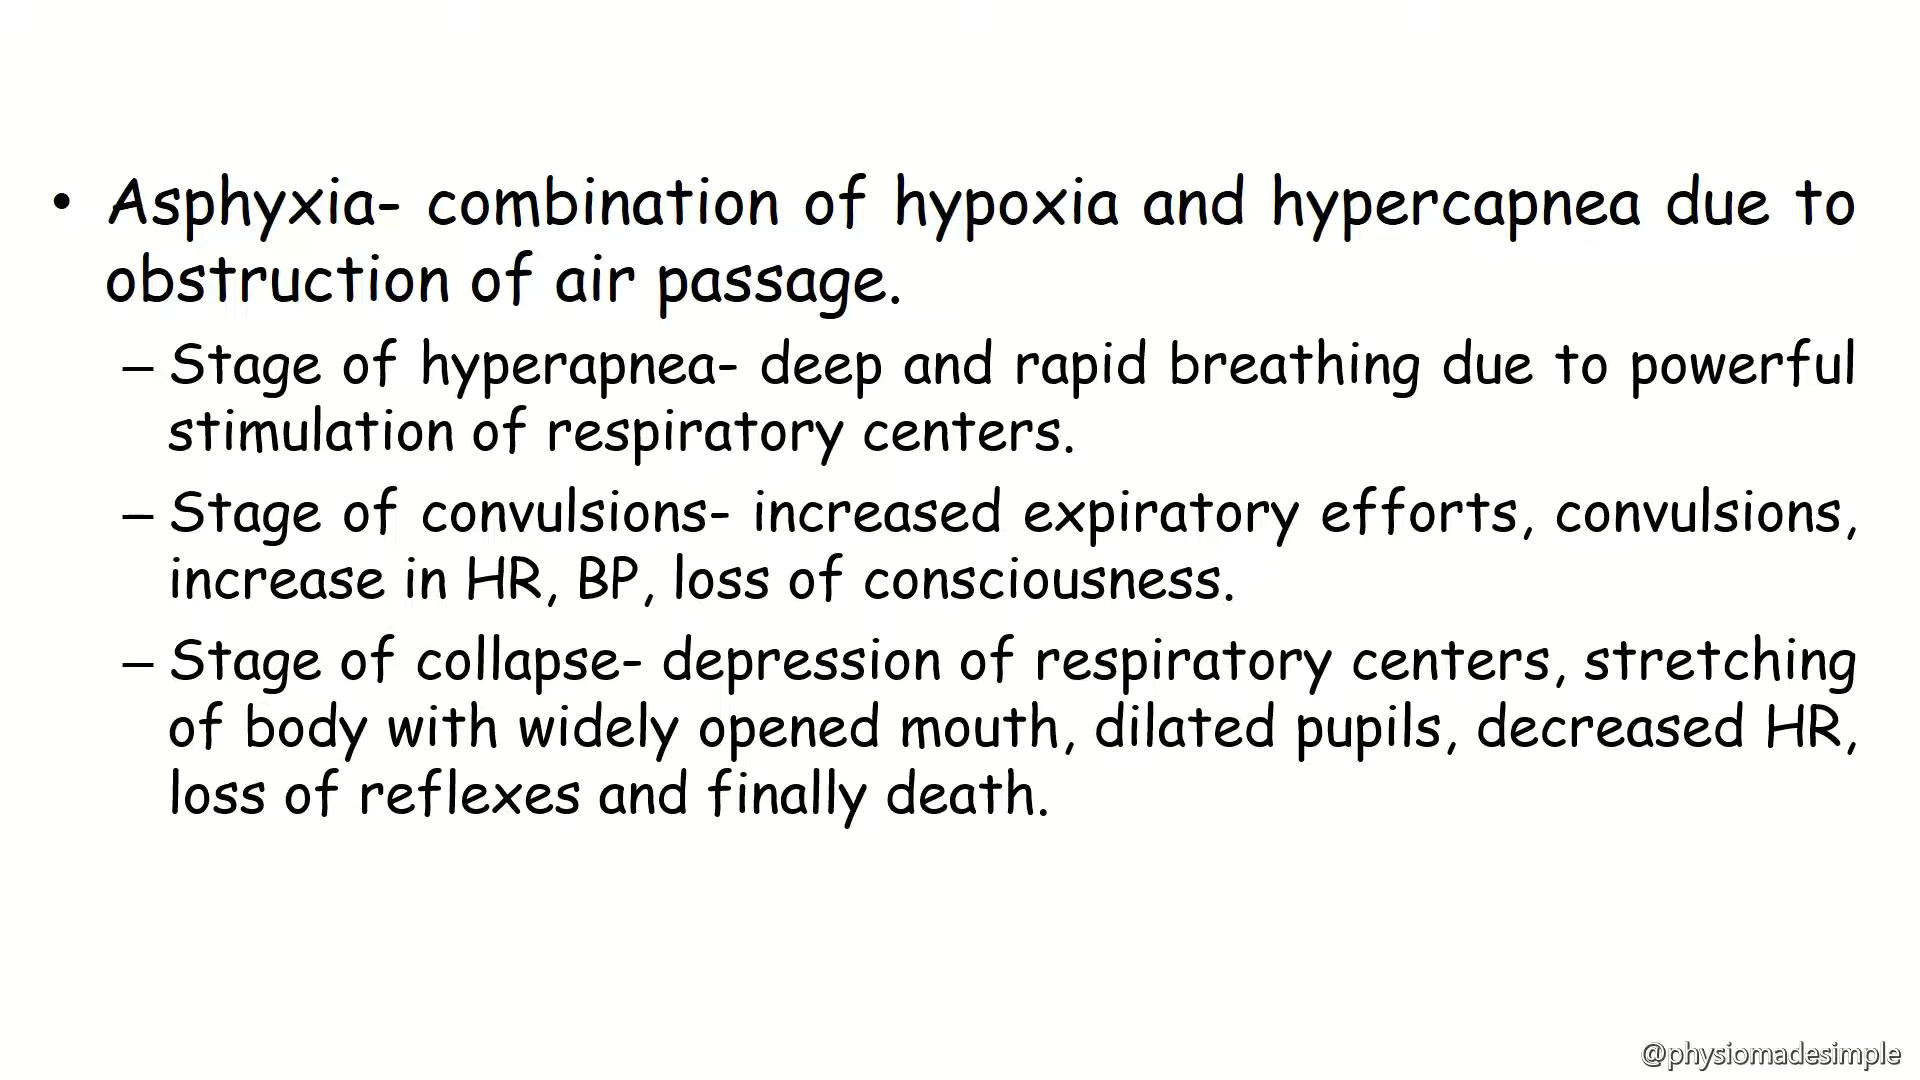 • Asphyxia- combination of hypoxia and hypercapnea due to
obstruction of air passage.
– Stage of hyperapnea- deep and rapid breathing due to powerful
stimulation of respiratory centers.
– Stage of convulsions- increased expiratory efforts, convulsions,
increase in HR, BP, loss of consciousness.
– Stage of collapse- depression of respiratory centers, stretching
of body with widely opened mouth, dilated pupils, decreased HR,
loss of reflexes and finally death.
@physiomadesimple